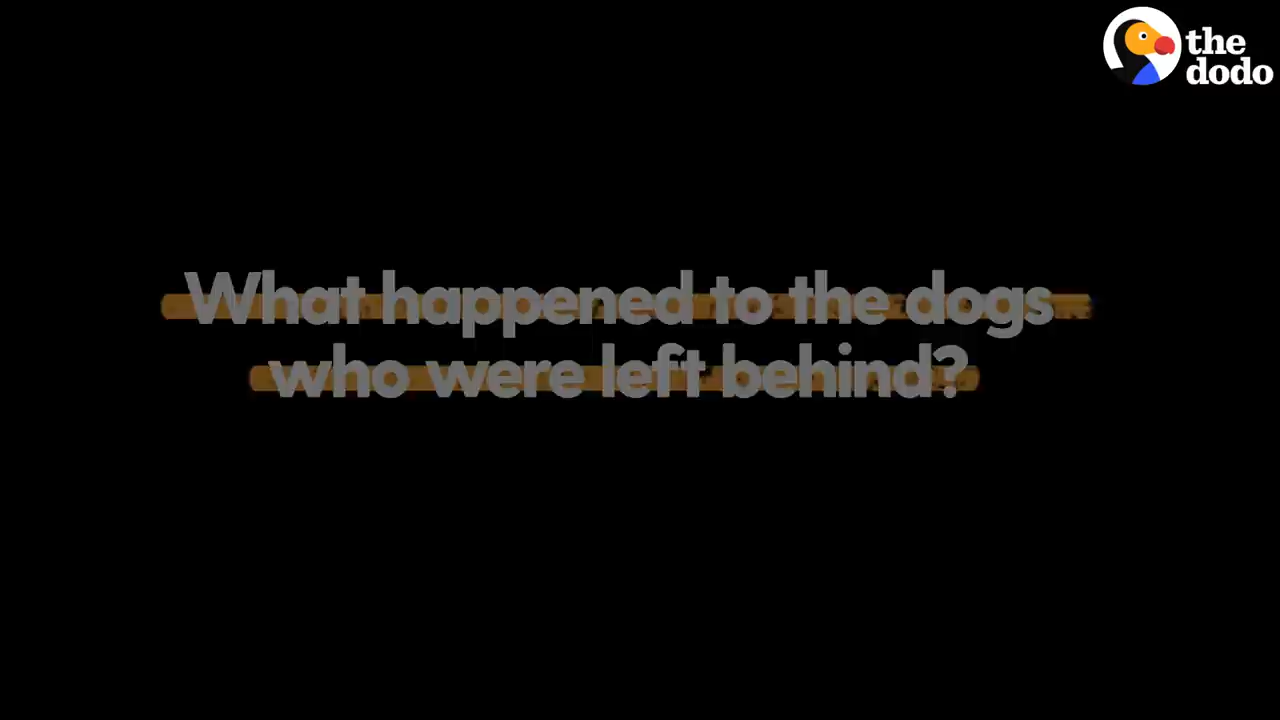 the
dodo
What happened to the dogs
who were left behind?